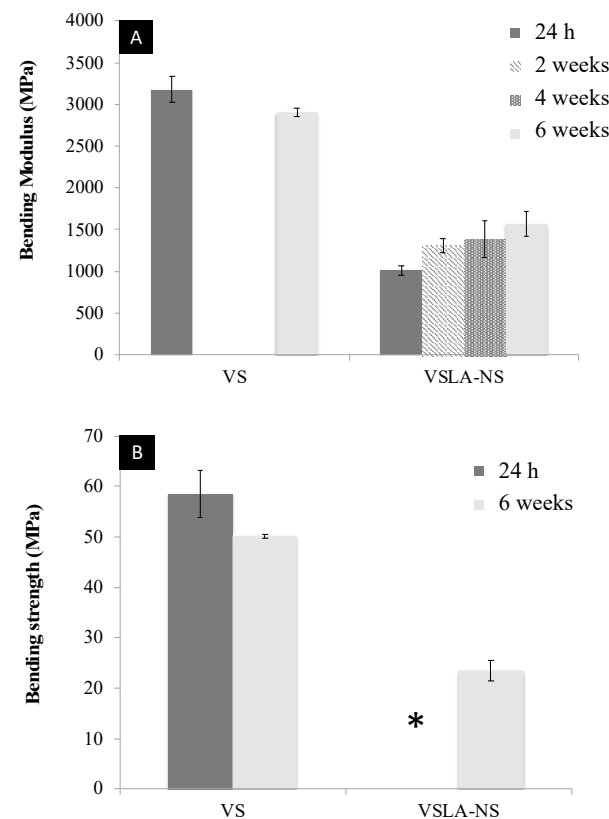 A
Bending Modulus (MPa)
4000
3500
3000
2500
2000
1500
1000
500
0
24 h
2 weeks
4 weeks
6 weeks
VS
VSLA-NS
B
Bending strength (MPa)
70
60
50
40
30
20
10
0
24 h
6 weeks
*
VS
VSLA-NS